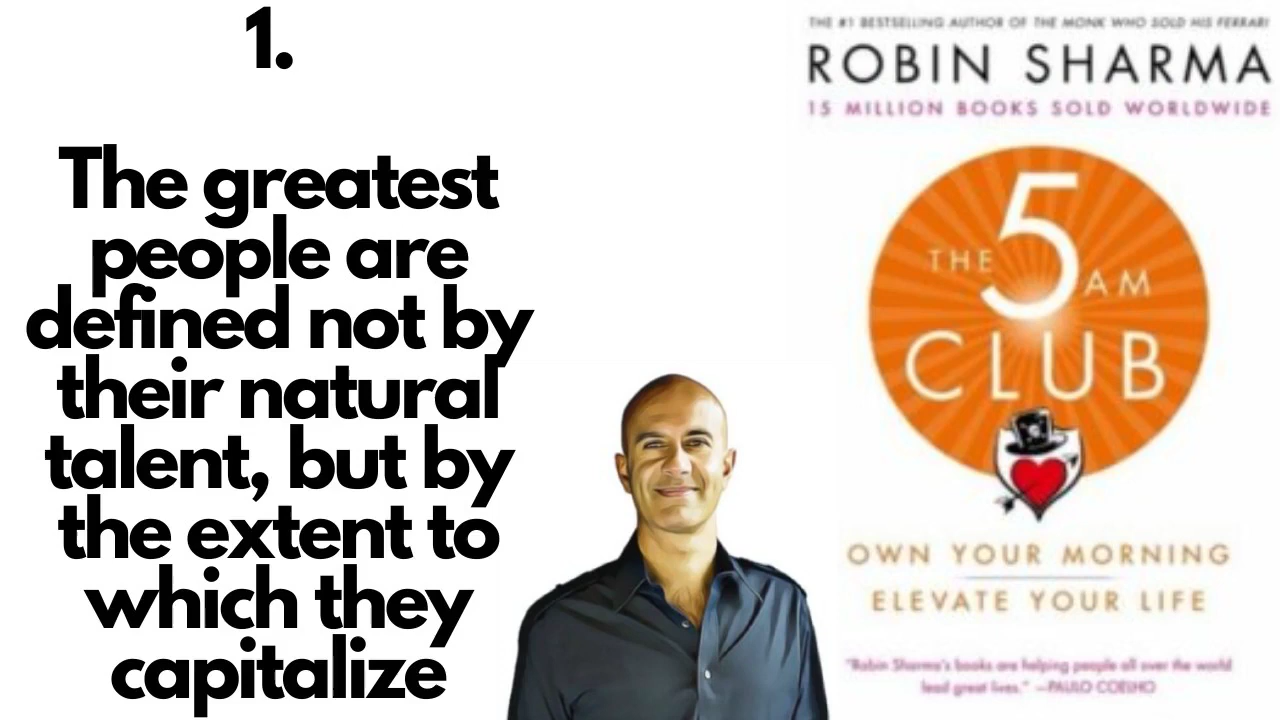 1.
The greatest
people are
defined not by
their natural
talent, but by
the extent to
which they
capitalize
THE #1 BESTSELLING AUTHOR OF THE MONK WHO SOLD HIS FERRARI
ROBIN SHARMA
15 MILLION BOOKS SOLD WORLDWIDE
THE 5 AM
CLUB
OWN YOUR MORNING
ELEVATE YOUR LIFE
"Robin Sharma's books are helping people all over the world
lead great lives." —PAULO COELHO